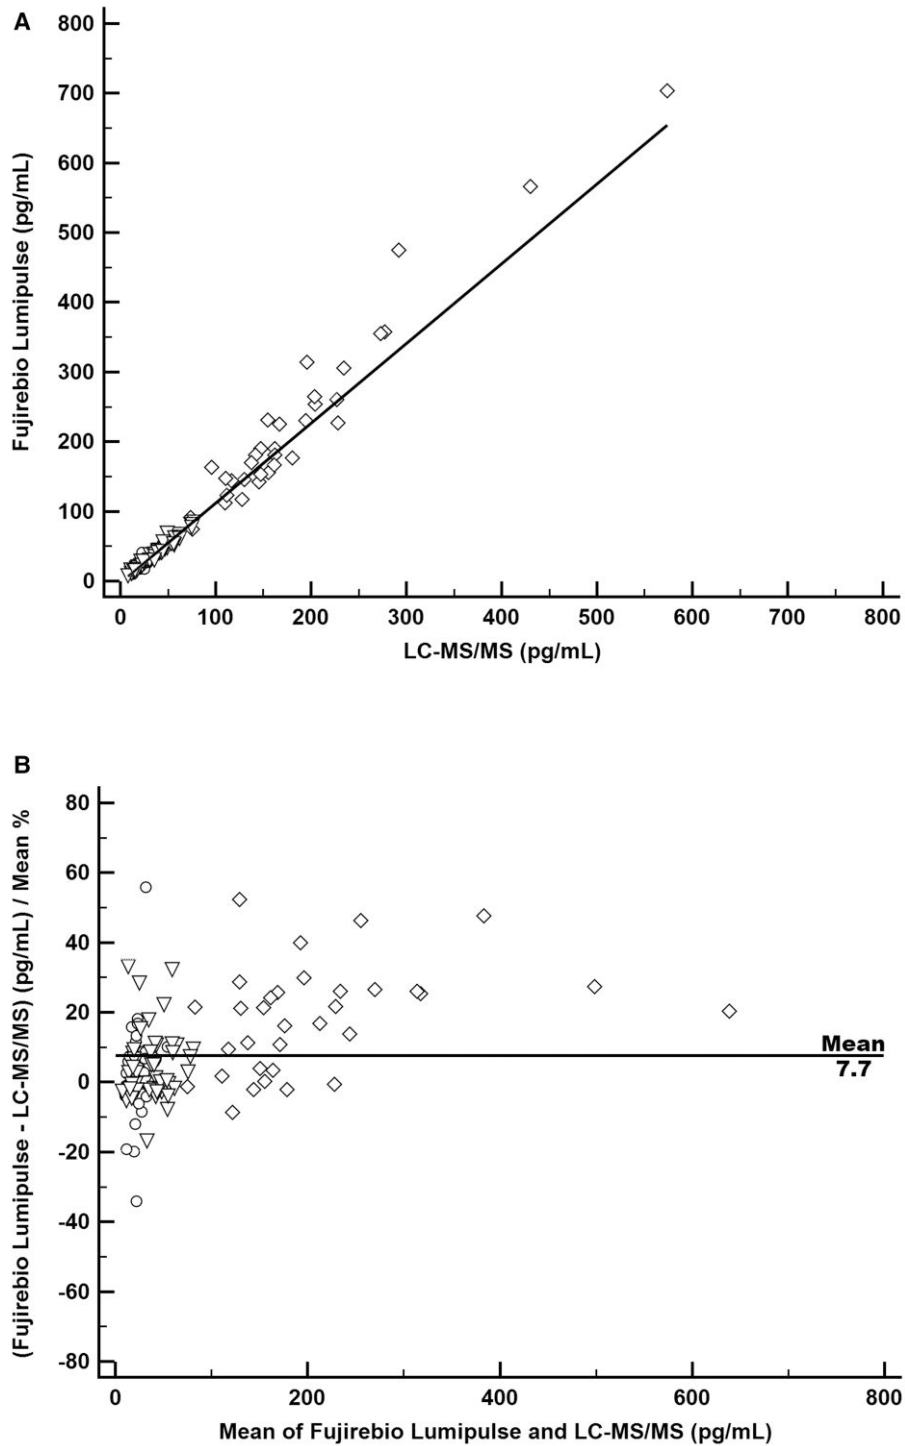 A
800
700
600
500
400
300
200
100
0
Fujirebio Lumipulse (pg/mL)
0 100 200 300 400 500 600 700 800
LC-MS/MS (pg/mL)
B
80
60
40
20
0
-20
-40
-60
-80
(Fujirebio Lumipulse - LC-MS/MS) (pg/mL) / Mean %
Mean
7.7
0 200 400 600 800
Mean of Fujirebio Lumipulse and LC-MS/MS (pg/mL)